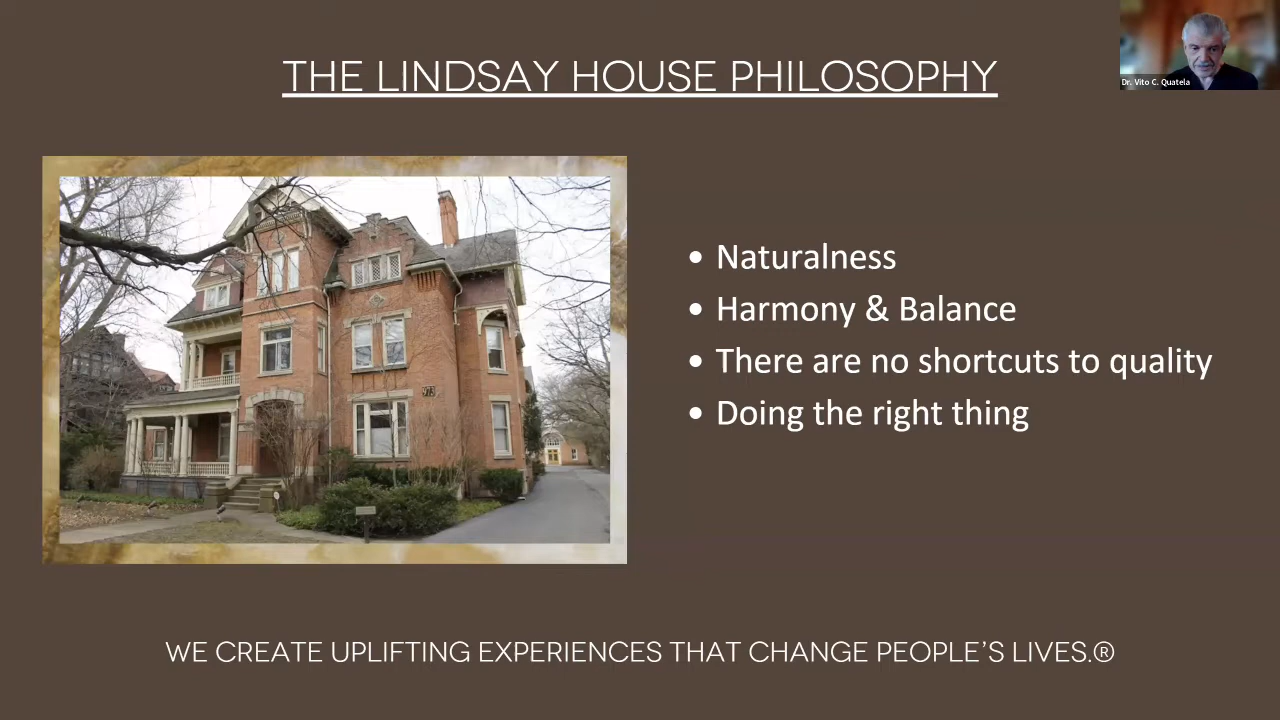 THE LINDSAY HOUSE PHILOSOPHY
Dr. Vito C. Quatela
973
• Naturalness
• Harmony & Balance
• There are no shortcuts to quality
• Doing the right thing
WE CREATE UPLIFTING EXPERIENCES THAT CHANGE PEOPLE’S LIVES.®